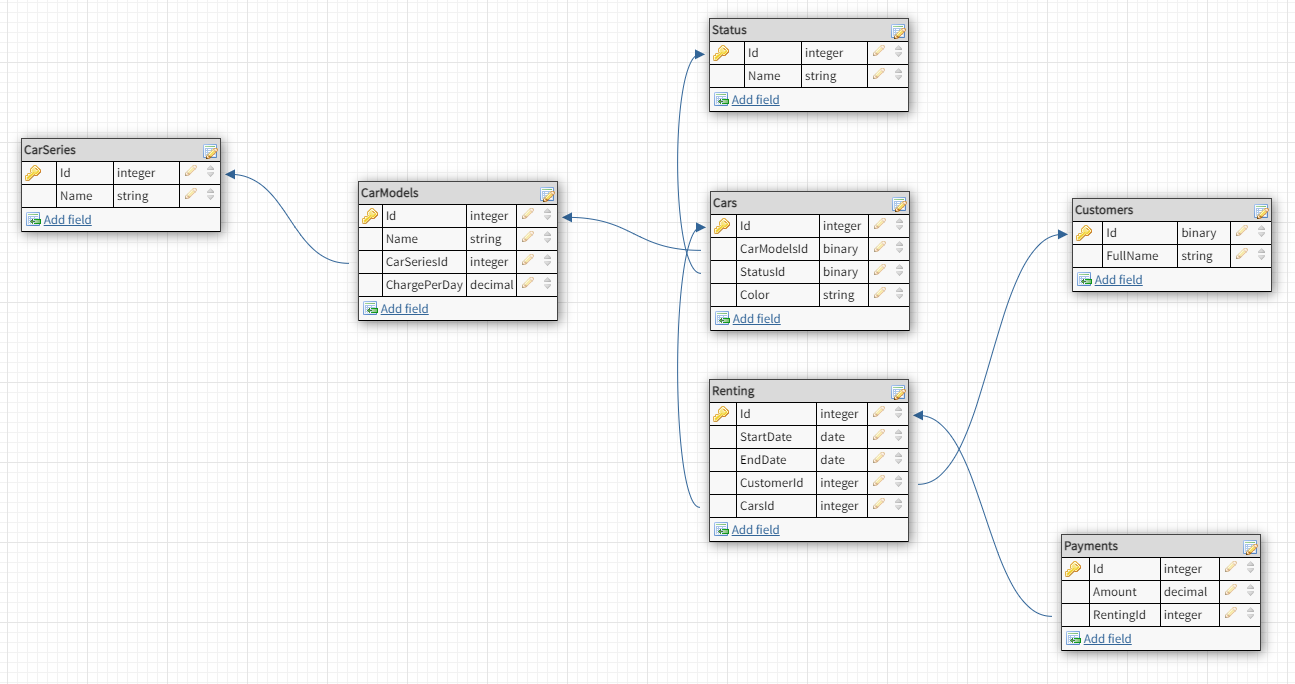 Status
Id integer
Name string
Add field
CarSeries
Id integer
Name string
Add field
CarModels
Id integer
Name string
CarSeriesId integer
ChargePerDay decimal
Add field
Cars
Id integer
CarModelsId binary
StatusId binary
Color string
Add field
Customers
Id binary
FullName string
Add field
Renting
Id integer
StartDate date
EndDate date
CustomerId integer
CarsId integer
Add field
Payments
Id integer
Amount decimal
RentingId integer
Add field